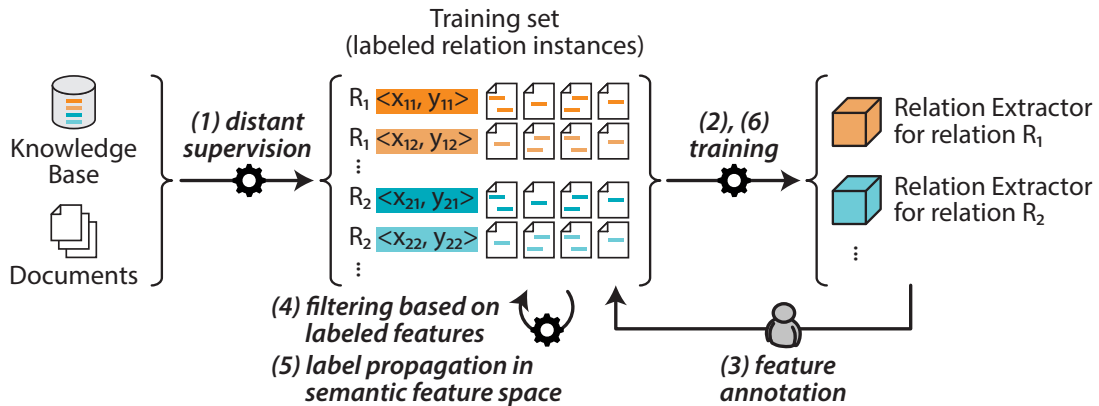 Training set
(labeled relation instances)
Knowledge
Base
Documents
(1) distant
supervision
R₁ <x₁₁, y₁₁>
R₁ <x₁₂, y₁₂>
...
R₂ <x₂₁, y₂₁>
R₂ <x₂₂, y₂₂>
...
(2), (6)
training
Relation Extractor
for relation R₁
Relation Extractor
for relation R₂
...
(4) filtering based on
labeled features
(5) label propagation in
semantic feature space
(3) feature
annotation